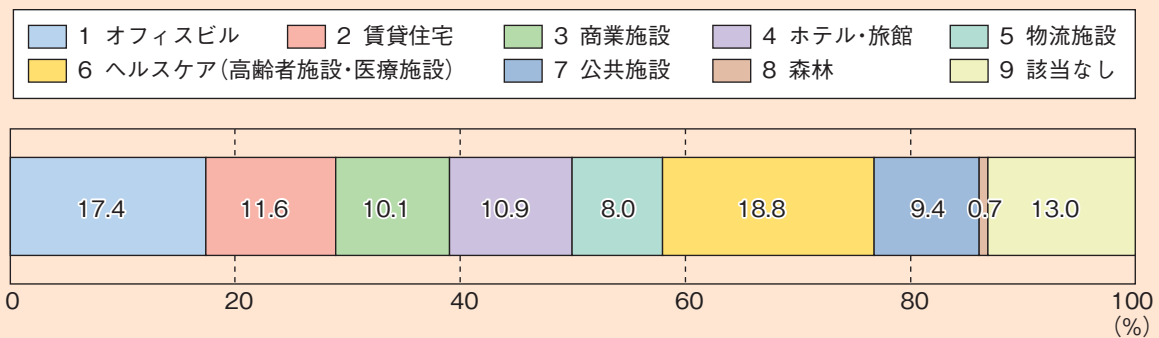 1 オフィスビル 2 賃貸住宅 3 商業施設 4 ホテル・旅館 5 物流施設
6 ヘルスケア（高齢者施設・医療施設） 7 公共施設 8 森林 9 該当なし
17.4 11.6 10.1 10.9 8.0 18.8 9.4 0.7 13.0
0 20 40 60 80 100
(%)